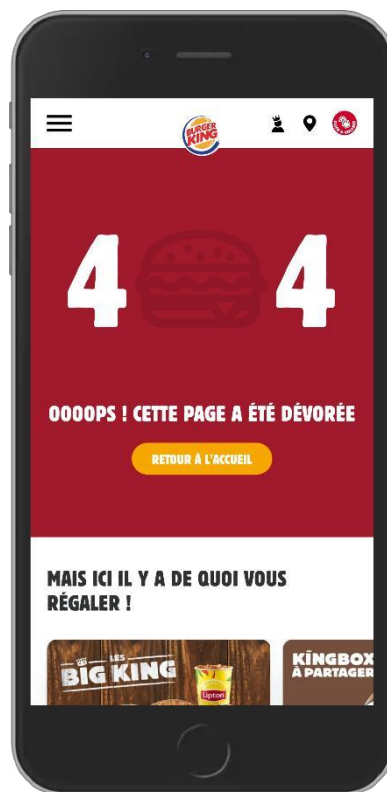 BURGER
KING
4 4
OOOOPS ! CETTE PAGE A ÉTÉ DÉVORÉE
RETOUR À L'ACCUEIL
MAIS ICI IL Y A DE QUOI VOUS
RÉGALER !
LES
BIG KING
Lipton
KINGBOX
À PARTAGER